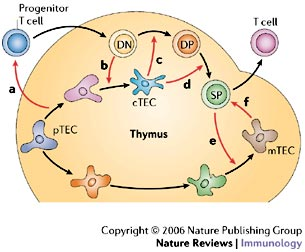 Progenitor
T cell
T cell
DN
DP
b
c
a
d
cTEC
SP
f
pTEC
Thymus
e
mTEC
Copyright © 2006 Nature Publishing Group
Nature Reviews | Immunology